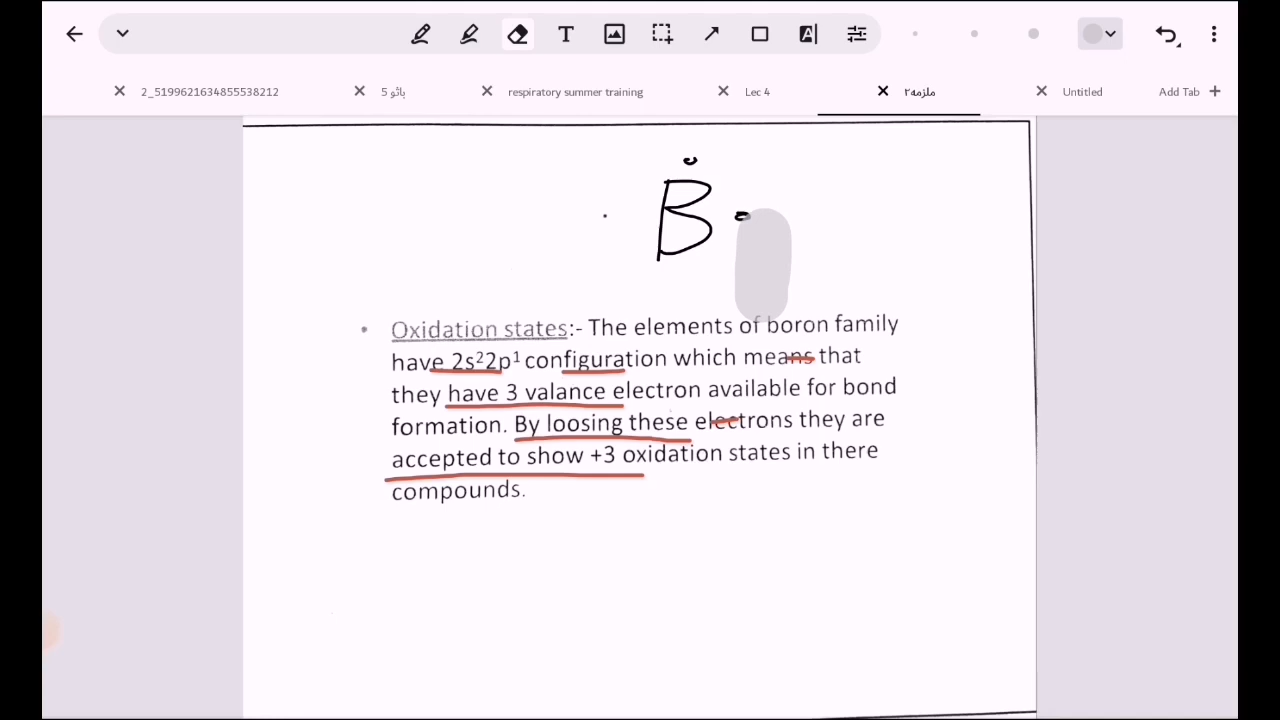 2_5199621634855538212
باثو 5
respiratory summer training
Lec 4
ملزمه٢
Untitled
Add Tab +
B
• Oxidation states:- The elements of boron family
have 2s²2p¹ configuration which means that
they have 3 valance electron available for bond
formation. By loosing these electrons they are
accepted to show +3 oxidation states in there
compounds.